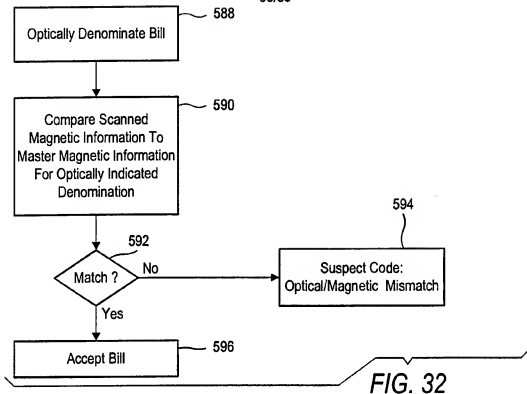 588
Optically Denominate Bill
590
Compare Scanned
Magnetic Information To
Master Magnetic Information
For Optically Indicated
Denomination
592
Match ?
No
Yes
594
Suspect Code:
Optical/Magnetic Mismatch
596
Accept Bill
FIG. 32